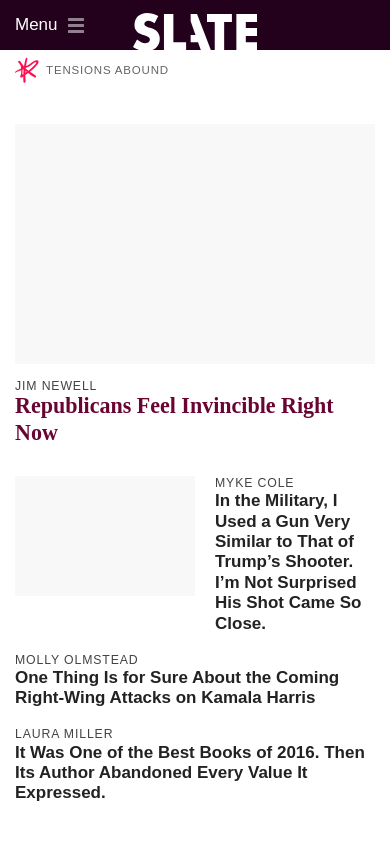 Menu
SLATE
TENSIONS ABOUND
JIM NEWELL
Republicans Feel Invincible Right
Now
MYKE COLE
In the Military, I
Used a Gun Very
Similar to That of
Trump’s Shooter.
I’m Not Surprised
His Shot Came So
Close.
MOLLY OLMSTEAD
One Thing Is for Sure About the Coming
Right-Wing Attacks on Kamala Harris
LAURA MILLER
It Was One of the Best Books of 2016. Then
Its Author Abandoned Every Value It
Expressed.